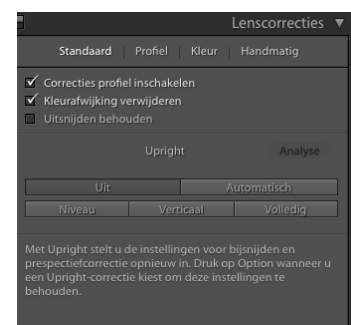 Lenscorrecties
Standaard | Profiel | Kleur | Handmatig
Correcties profiel inschakelen
Kleurafwijking verwijderen
Uitsnijden behouden
Upright Analyse
Uit Automatisch
Niveau Verticaal Volledig
Met Upright stelt u de instellingen voor bijsnijden en
prespectiefcorrectie opnieuw in. Druk op Option wanneer u
een Upright-correctie kiest om deze instellingen te
behouden.